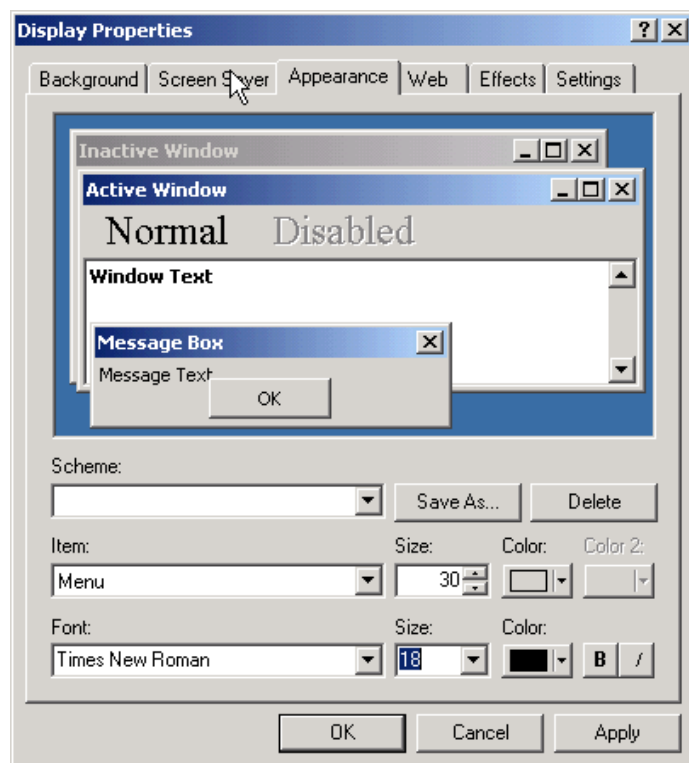 Display Properties
Background Screen Saver Appearance Web Effects Settings
Inactive Window
Active Window
Normal Disabled
Window Text
Message Box
Message Text
OK
Scheme:
Save As... Delete
Item: Size: Color: Color 2:
Menu 30
Font: Size: Color:
Times New Roman 18 B /
OK Cancel Apply